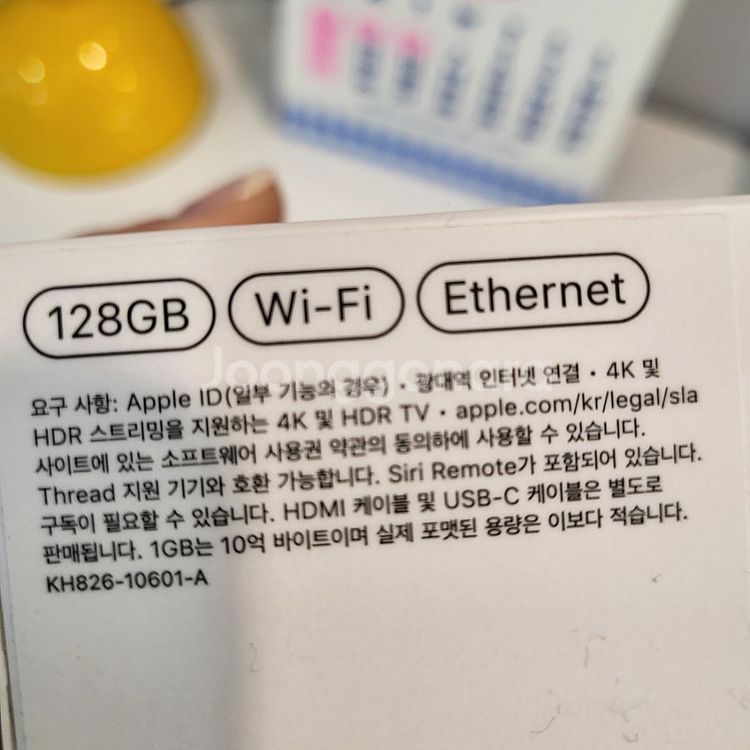 128GB Wi-Fi Ethernet
요구 사항: Apple ID(일부 기능의 경우) • 광대역 인터넷 연결 • 4K 및
HDR 스트리밍을 지원하는 4K 및 HDR TV • apple.com/kr/legal/sla
사이트에 있는 소프트웨어 사용권 약관의 동의하에 사용할 수 있습니다.
Thread 지원 기기와 호환 가능합니다. Siri Remote가 포함되어 있습니다.
구독이 필요할 수 있습니다. HDMI 케이블 및 USB-C 케이블은 별도로
판매됩니다. 1GB는 10억 바이트이며 실제 포맷된 용량은 이보다 적습니다.
KH826-10601-A